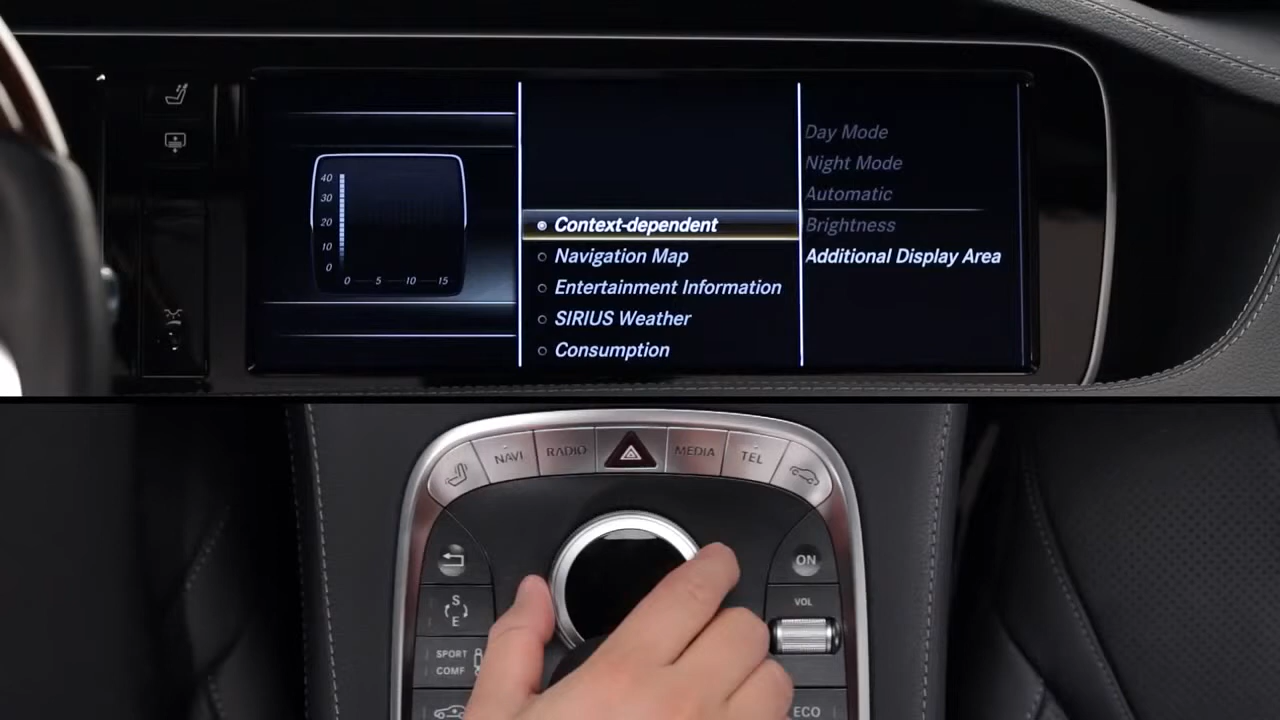 40
30
20
10
0
0 5 10 15
Context-dependent
Navigation Map
Entertainment Information
SIRIUS Weather
Consumption
Day Mode
Night Mode
Automatic
Brightness
Additional Display Area
NAVI
RADIO
MEDIA
TEL
ON
S
E
VOL
SPORT
COMF
ECO